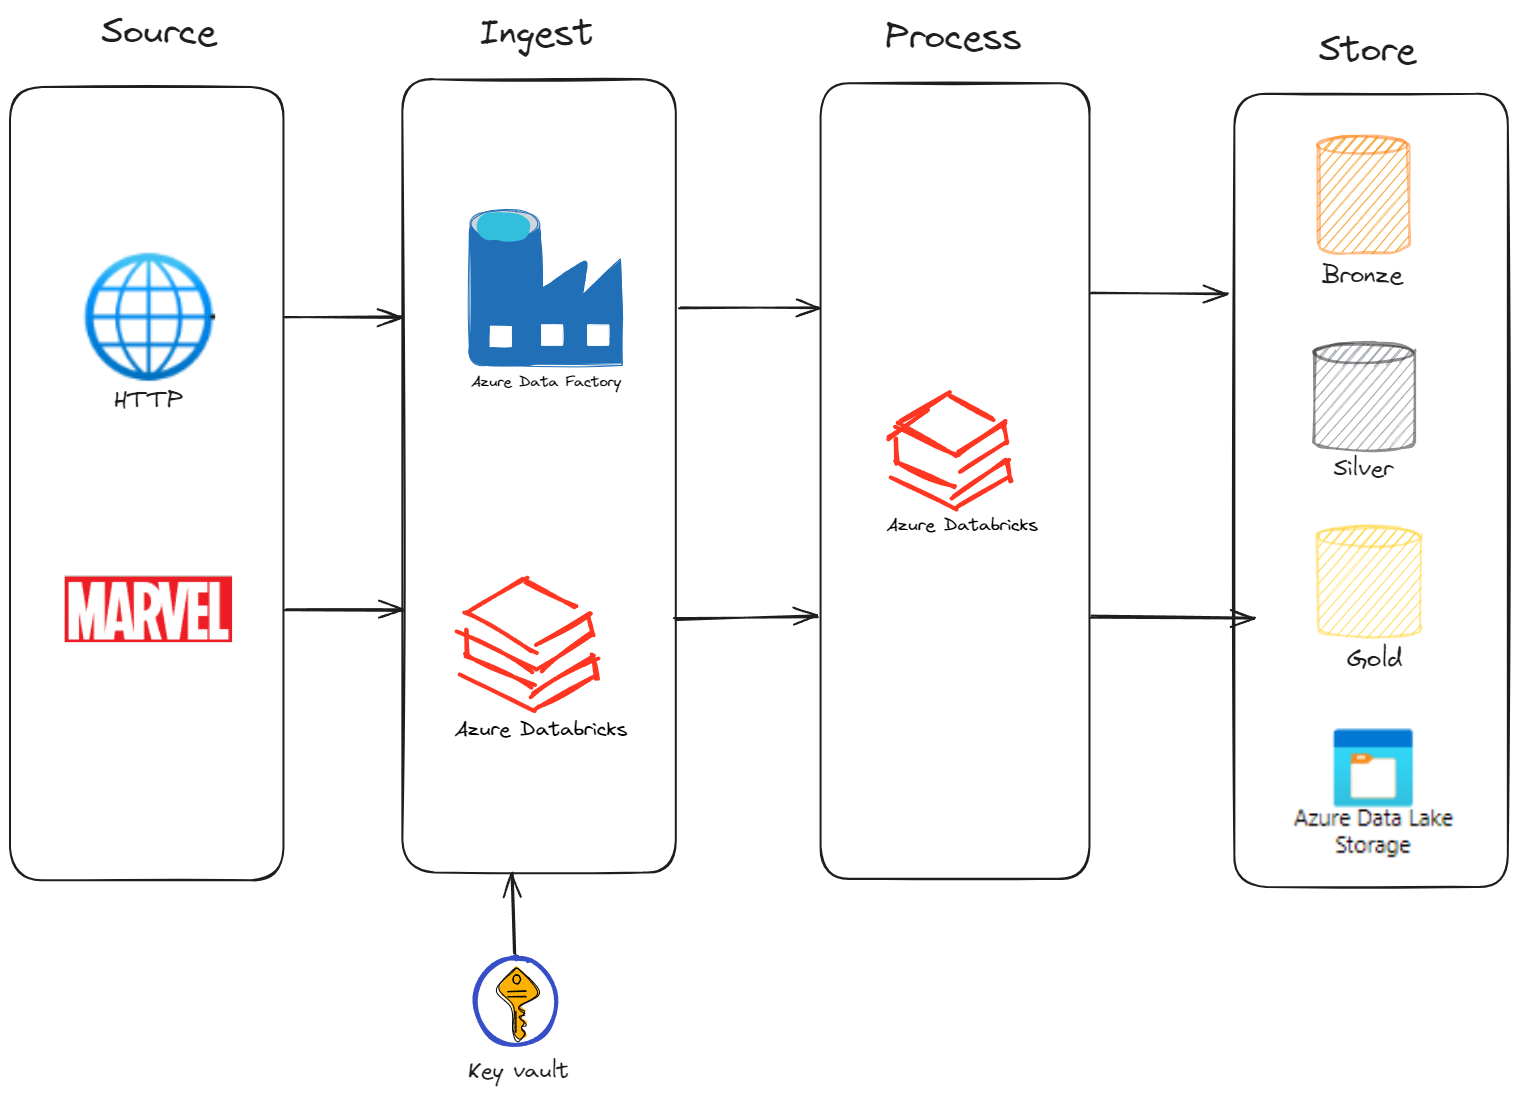 Source
Ingest
Process
Store
HTTP
MARVEL
Azure Data Factory
Azure Databricks
Azure Databricks
Bronze
Silver
Gold
Azure Data Lake
Storage
Key vault